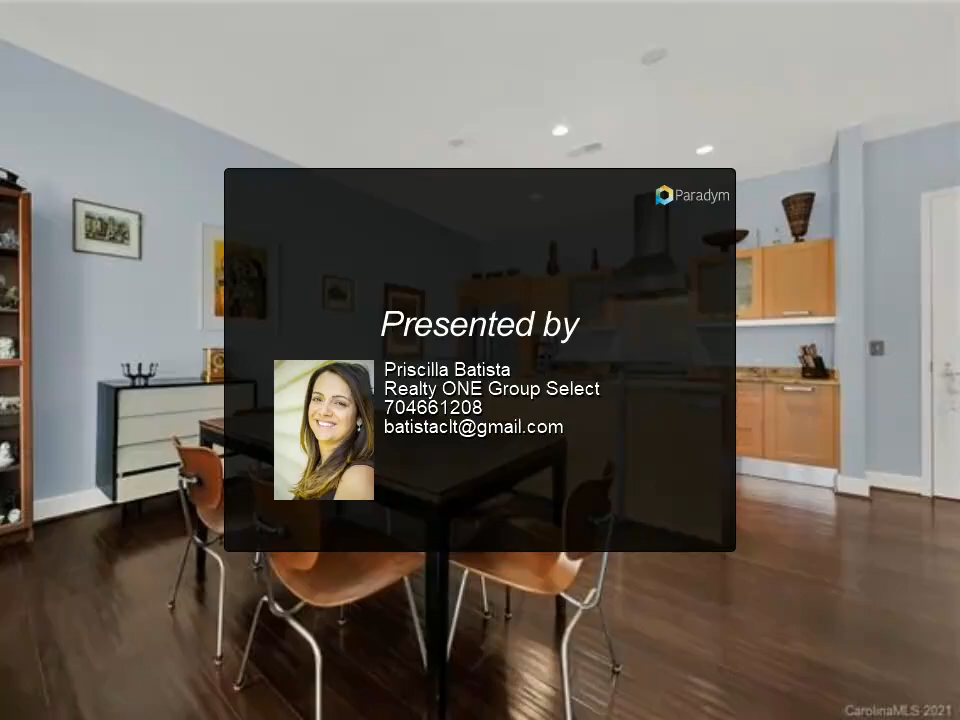 Paradym
Presented by
Priscilla Batista
Realty ONE Group Select
704661208
batistaclt@gmail.com
CarolinaMLS 2021